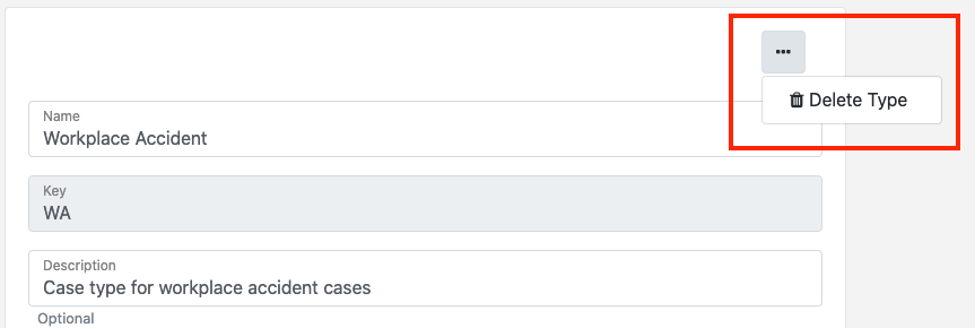 •••
Delete Type
Name
Workplace Accident
Key
WA
Description
Case type for workplace accident cases
Optional